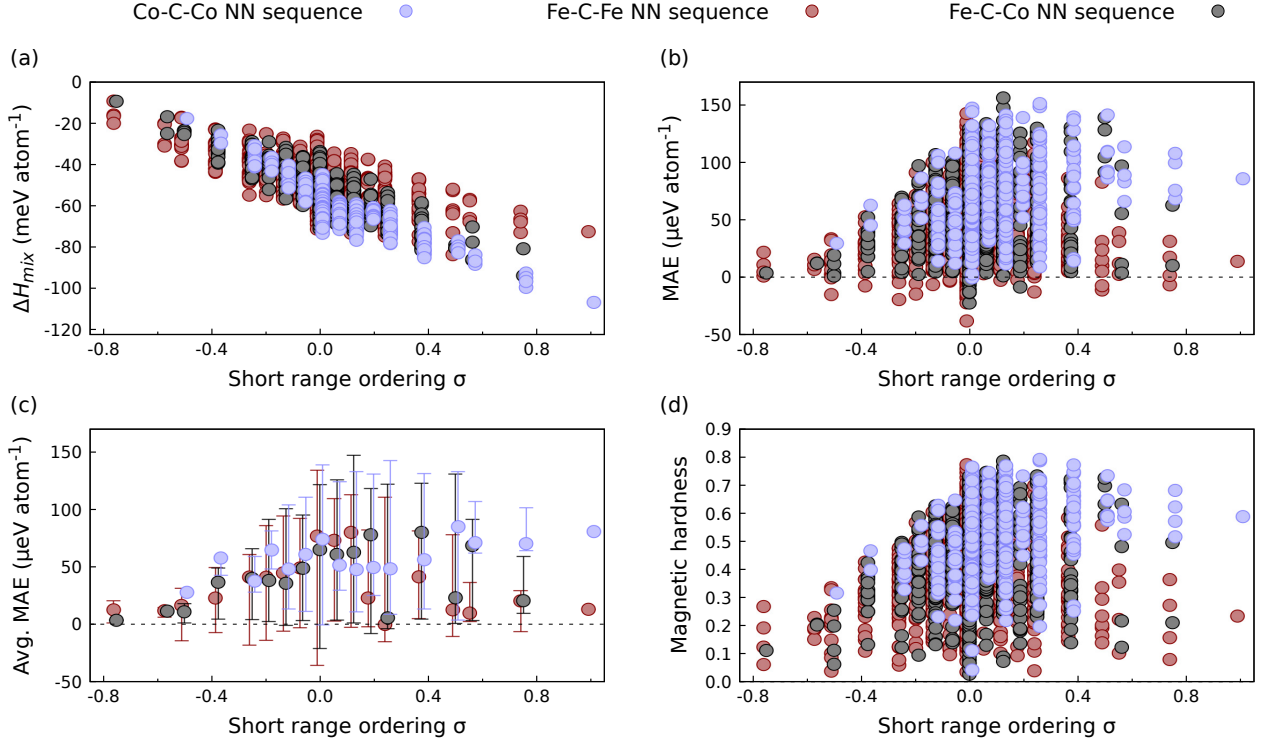 Co-C-Co NN sequence Fe-C-Fe NN sequence Fe-C-Co NN sequence
(a)
0
-20
-40
-60
-80
-100
-120
ΔHmix (meV atom-1)
-0.8 -0.4 0.0 0.4 0.8
Short range ordering σ
(b)
150
100
50
0
-50
MAE (μeV atom-1)
-0.8 -0.4 0.0 0.4 0.8
Short range ordering σ
(c)
150
100
50
0
-50
Avg. MAE (μeV atom-1)
-0.8 -0.4 0.0 0.4 0.8
Short range ordering σ
(d)
0.9
0.8
0.7
0.6
0.5
0.4
0.3
0.2
0.1
0.0
Magnetic hardness
-0.8 -0.4 0.0 0.4 0.8
Short range ordering σ